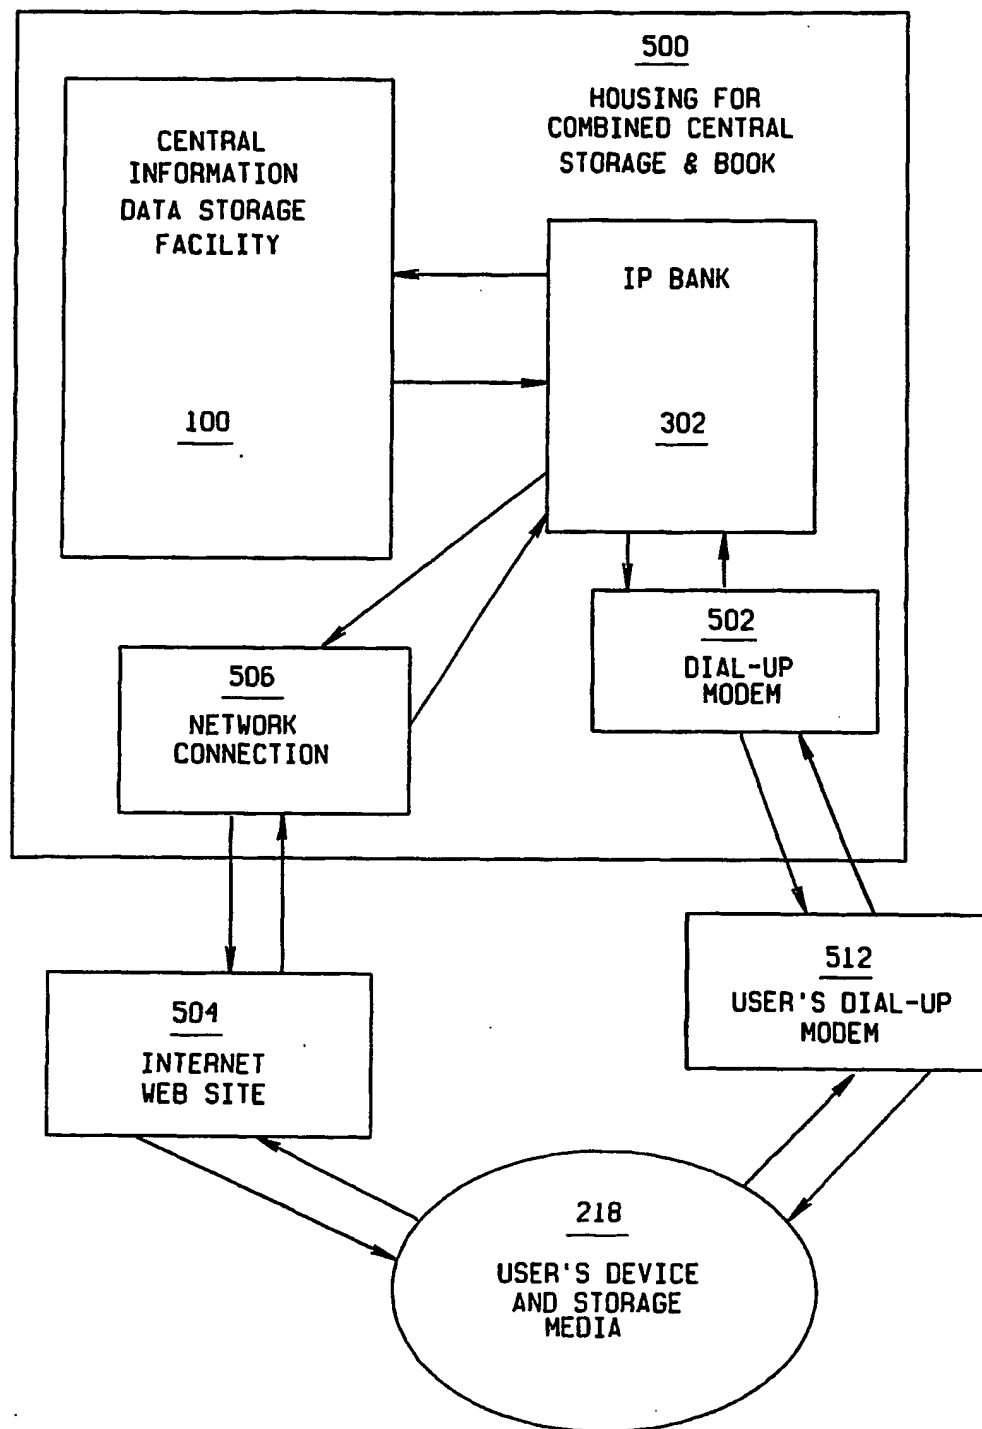 500
HOUSING FOR
COMBINED CENTRAL
STORAGE & BOOK
CENTRAL
INFORMATION
DATA STORAGE
FACILITY
100
IP BANK
302
502
DIAL-UP
MODEM
506
NETWORK
CONNECTION
504
INTERNET
WEB SITE
512
USER'S DIAL-UP
MODEM
218
USER'S DEVICE
AND STORAGE
MEDIA